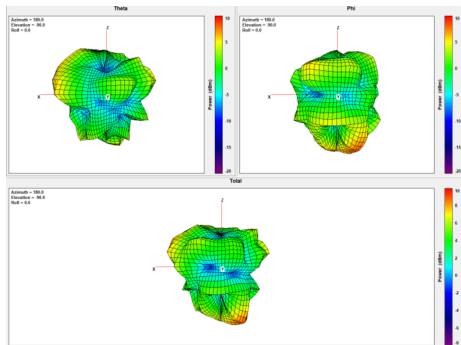 Theta
Azimuth = 180.0
Elevation = -90.0
Roll = 0.0
Z
X
Y
10
5
0
-5
-10
-15
-20
Power (dBm)
Phi
Azimuth = 180.0
Elevation = -90.0
Roll = 0.0
Z
X
Y
10
5
0
-5
-10
-15
-20
Power (dBm)
Total
Azimuth = 180.0
Elevation = -90.0
Roll = 0.0
Z
X
Y
10
8
6
4
2
0
-2
-4
-6
-8
Power (dBm)